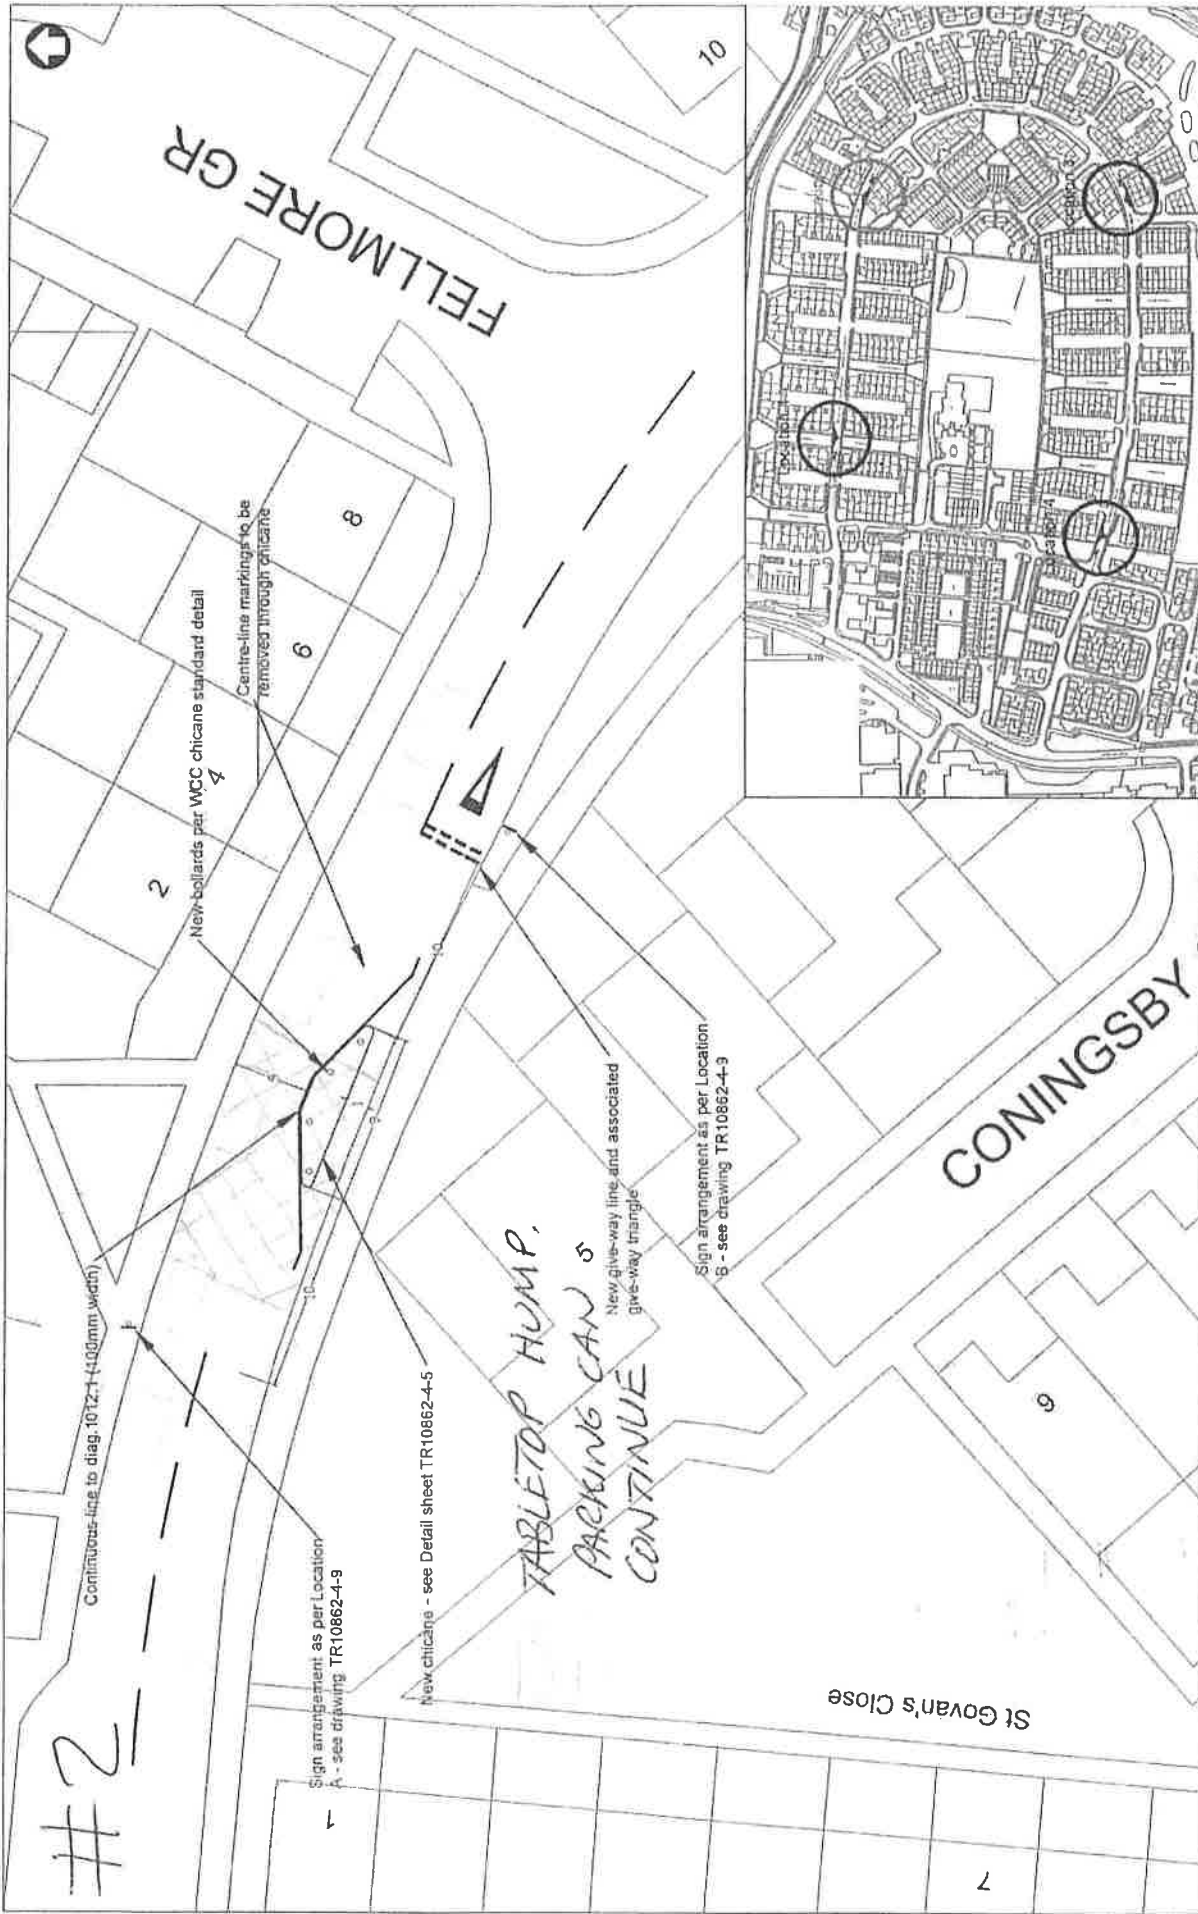 #2
Continuous line to diag.1012.1 (100mm width)
New bollards per WCC chicane standard detail
4
Centre-line markings to be
removed through chicane
FELLMORE GR
10
2
6
8
Sign arrangement as per Location
A - see drawing TR10862-4-9
1
New chicane - see Detail sheet TR10862-4-5
10
10
4
TABLETOP HUMP.
PARKING CAN
CONTINUE
5
New give-way line and associated
give-way triangle
Sign arrangement as per Location
B - see drawing TR10862-4-9
CONINGSBY
St Govan's Close
9
7